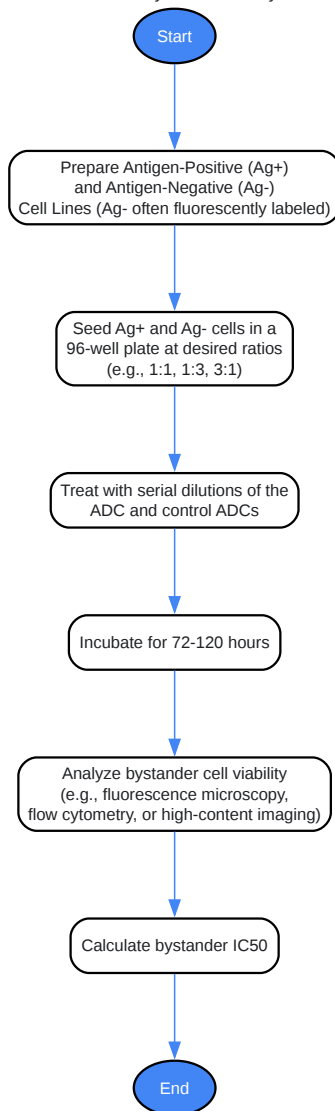 Start
Prepare Antigen-Positive (Ag+)
and Antigen-Negative (Ag-)
Cell Lines (Ag- often fluorescently labeled)
Seed Ag+ and Ag- cells in a
96-well plate at desired ratios
(e.g., 1:1, 1:3, 3:1)
Treat with serial dilutions of the
ADC and control ADCs
Incubate for 72-120 hours
Analyze bystander cell viability
(e.g., fluorescence microscopy,
flow cytometry, or high-content imaging)
Calculate bystander IC50
End